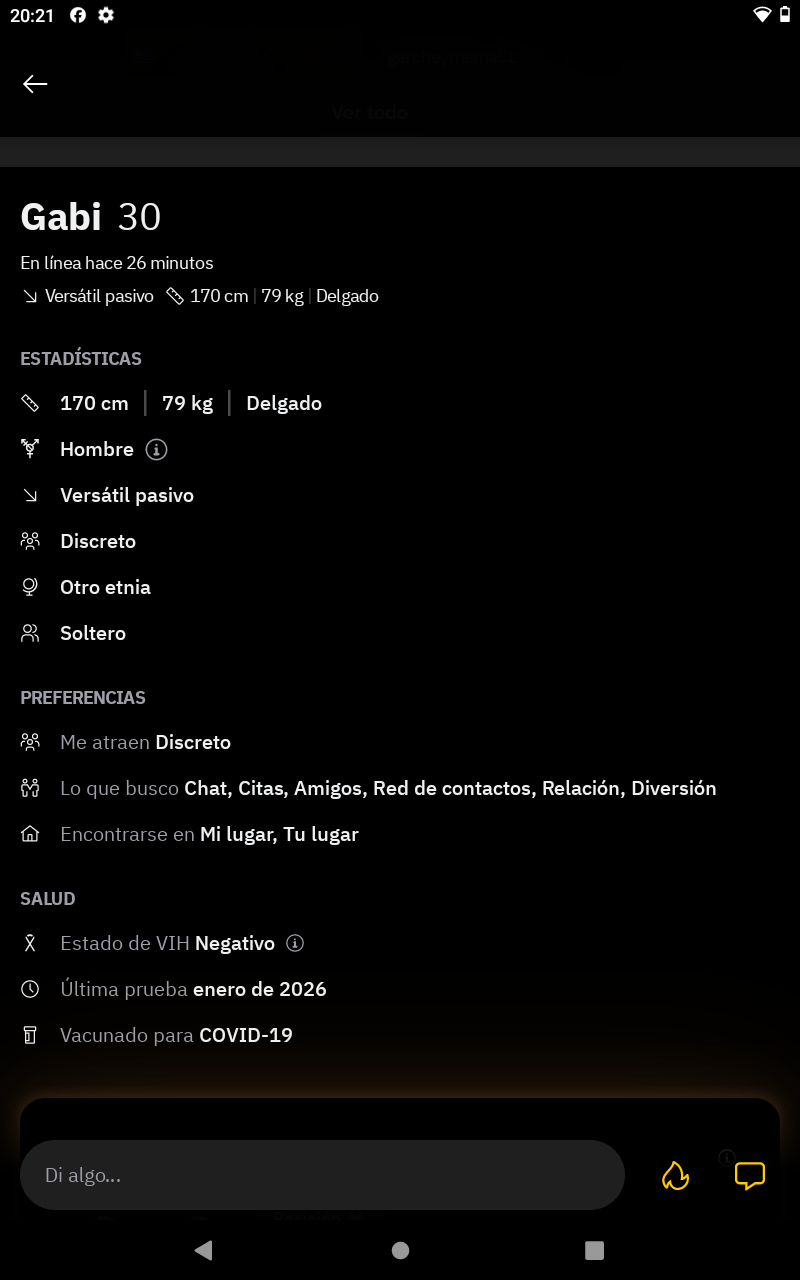 20:21
Ver todo
Gabi 30
En línea hace 26 minutos
Versátil pasivo 170 cm | 79 kg | Delgado
ESTADÍSTICAS
170 cm | 79 kg | Delgado
Hombre
Versátil pasivo
Discreto
Otro etnia
Soltero
PREFERENCIAS
Me atraen Discreto
Lo que busco Chat, Citas, Amigos, Red de contactos, Relación, Diversión
Encontrarse en Mi lugar, Tu lugar
SALUD
Estado de VIH Negativo
Última prueba enero de 2026
Vacunado para COVID-19
Di algo...